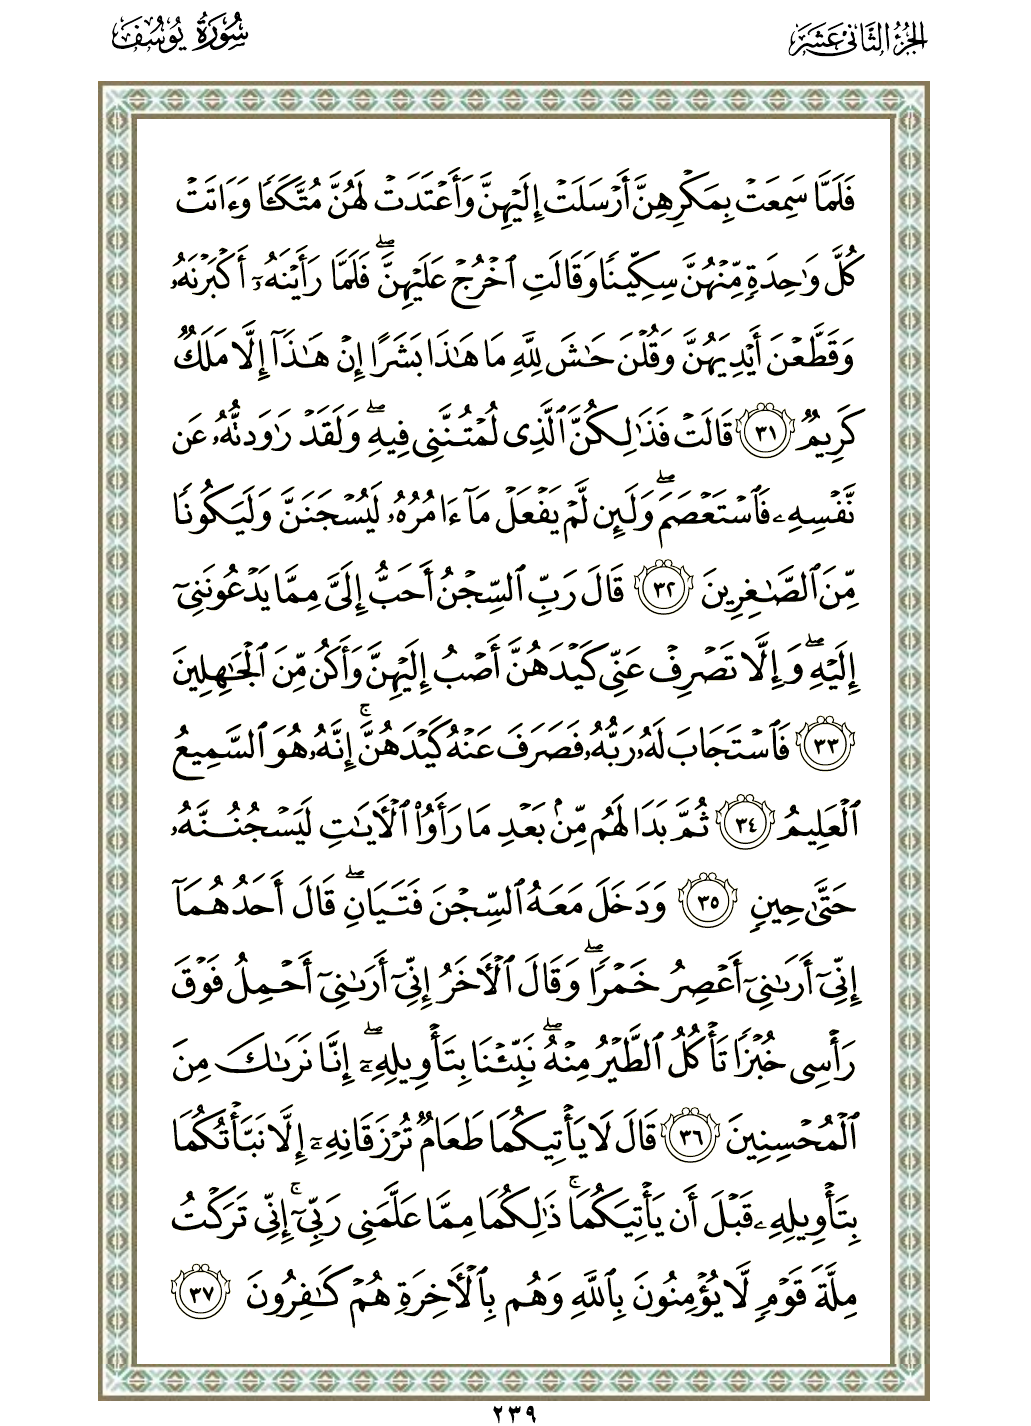 الجزء الثاني عشر
سورة يوسف
فَلَمَّا سَمِعَتْ بِمَكْرِهِنَّ أَرْسَلَتْ إِلَيْهِنَّ وَأَعْتَدَتْ لَهُنَّ مُتَّكَـًٔا وَءَاتَتْ
كُلَّ وَٰحِدَةٍ مِّنْهُنَّ سِكِّينًا وَقَالَتِ ٱخْرُجْ عَلَيْهِنَّ ۖ فَلَمَّا رَأَيْنَهُۥٓ أَكْبَرْنَهُۥ
وَقَطَّعْنَ أَيْدِيَهُنَّ وَقُلْنَ حَـٰشَ لِلَّهِ مَا هَـٰذَا بَشَرًا إِنْ هَـٰذَآ إِلَّا مَلَكٌ
كَرِيمٌ ٣١ قَالَتْ فَذَٰلِكُنَّ ٱلَّذِى لُمْتُنَّنِى فِيهِ ۖ وَلَقَدْ رَٰوَدتُّهُۥ عَن
نَّفْسِهِۦ فَٱسْتَعْصَمَ ۖ وَلَئِن لَّمْ يَفْعَلْ مَآ ءَامُرُهُۥ لَيُسْجَنَنَّ وَلَيَكُونًا
مِّنَ ٱلصَّـٰغِرِينَ ٣٢ قَالَ رَبِّ ٱلسِّجْنُ أَحَبُّ إِلَىَّ مِمَّا يَدْعُونَنِىٓ
إِلَيْهِ ۖ وَإِلَّا تَصْرِفْ عَنِّى كَيْدَهُنَّ أَصْبُ إِلَيْهِنَّ وَأَكُن مِّنَ ٱلْجَـٰهِلِينَ
٣٣ فَٱسْتَجَابَ لَهُۥ رَبُّهُۥ فَصَرَفَ عَنْهُ كَيْدَهُنَّ ۚ إِنَّهُۥ هُوَ ٱلسَّمِيعُ
ٱلْعَلِيمُ ٣٤ ثُمَّ بَدَا لَهُم مِّنۢ بَعْدِ مَا رَأَوُا۟ ٱلْـَٔايَـٰتِ لَيَسْجُنُنَّهُۥ
حَتَّىٰ حِينٍ ٣٥ وَدَخَلَ مَعَهُ ٱلسِّجْنَ فَتَيَانِ ۖ قَالَ أَحَدُهُمَآ
إِنِّىٓ أَرَىٰنِىٓ أَعْصِرُ خَمْرًا ۖ وَقَالَ ٱلْـَٔاخَرُ إِنِّىٓ أَرَىٰنِىٓ أَحْمِلُ فَوْقَ
رَأْسِى خُبْزًا تَأْكُلُ ٱلطَّيْرُ مِنْهُ ۖ نَبِّئْنَا بِتَأْوِيلِهِۦٓ ۖ إِنَّا نَرَىٰكَ مِنَ
ٱلْمُحْسِنِينَ ٣٦ قَالَ لَا يَأْتِيكُمَا طَعَامٌ تُرْزَقَانِهِۦٓ إِلَّا نَبَّأْتُكُمَا
بِتَأْوِيلِهِۦ قَبْلَ أَن يَأْتِيَكُمَا ۚ ذَٰلِكُمَا مِمَّا عَلَّمَنِى رَبِّىٓ ۚ إِنِّى تَرَكْتُ
مِلَّةَ قَوْمٍ لَّا يُؤْمِنُونَ بِٱللَّهِ وَهُم بِٱلْـَٔاخِرَةِ هُمْ كَـٰفِرُونَ ٣٧
٢٣٩